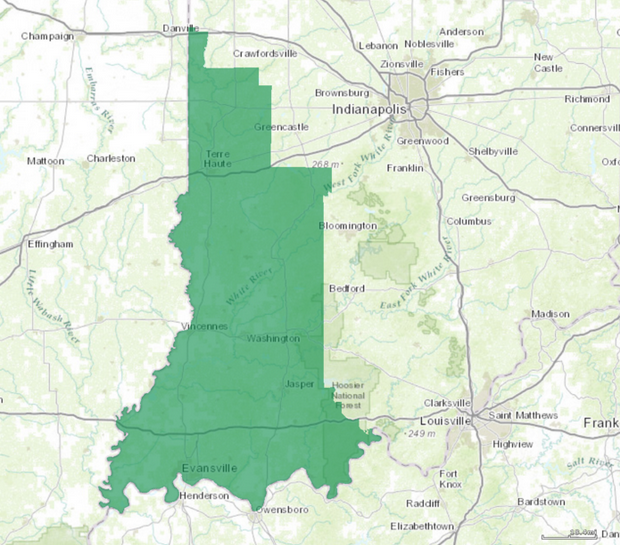 Champaign
Danville
Crawfordsville
Lebanon
Noblesville
Anderson
Zionsville
Fishers
New
Castle
Embarras River
Brownsburg
Indianapolis
Richmond
Greencastle
Connersvil
Greenwood
Mattoon
Charleston
Terre
Haute
268 m
West Fork White River
Franklin
Shelbyville
Oxfo
Greensburg
Bloomington
Columbus
Effingham
Little Wabash River
White River
Bedford
East Fork White River
Madison
Vincennes
Washington
Jasper
Hoosier
National
Forest
Clarksville
Louisville
Saint Matthews
Frank
249 m
Highview
Evansville
Salt River
Henderson
Owensboro
Fort
Knox
Radcliff
Bardstown
Elizabethtown
Dan